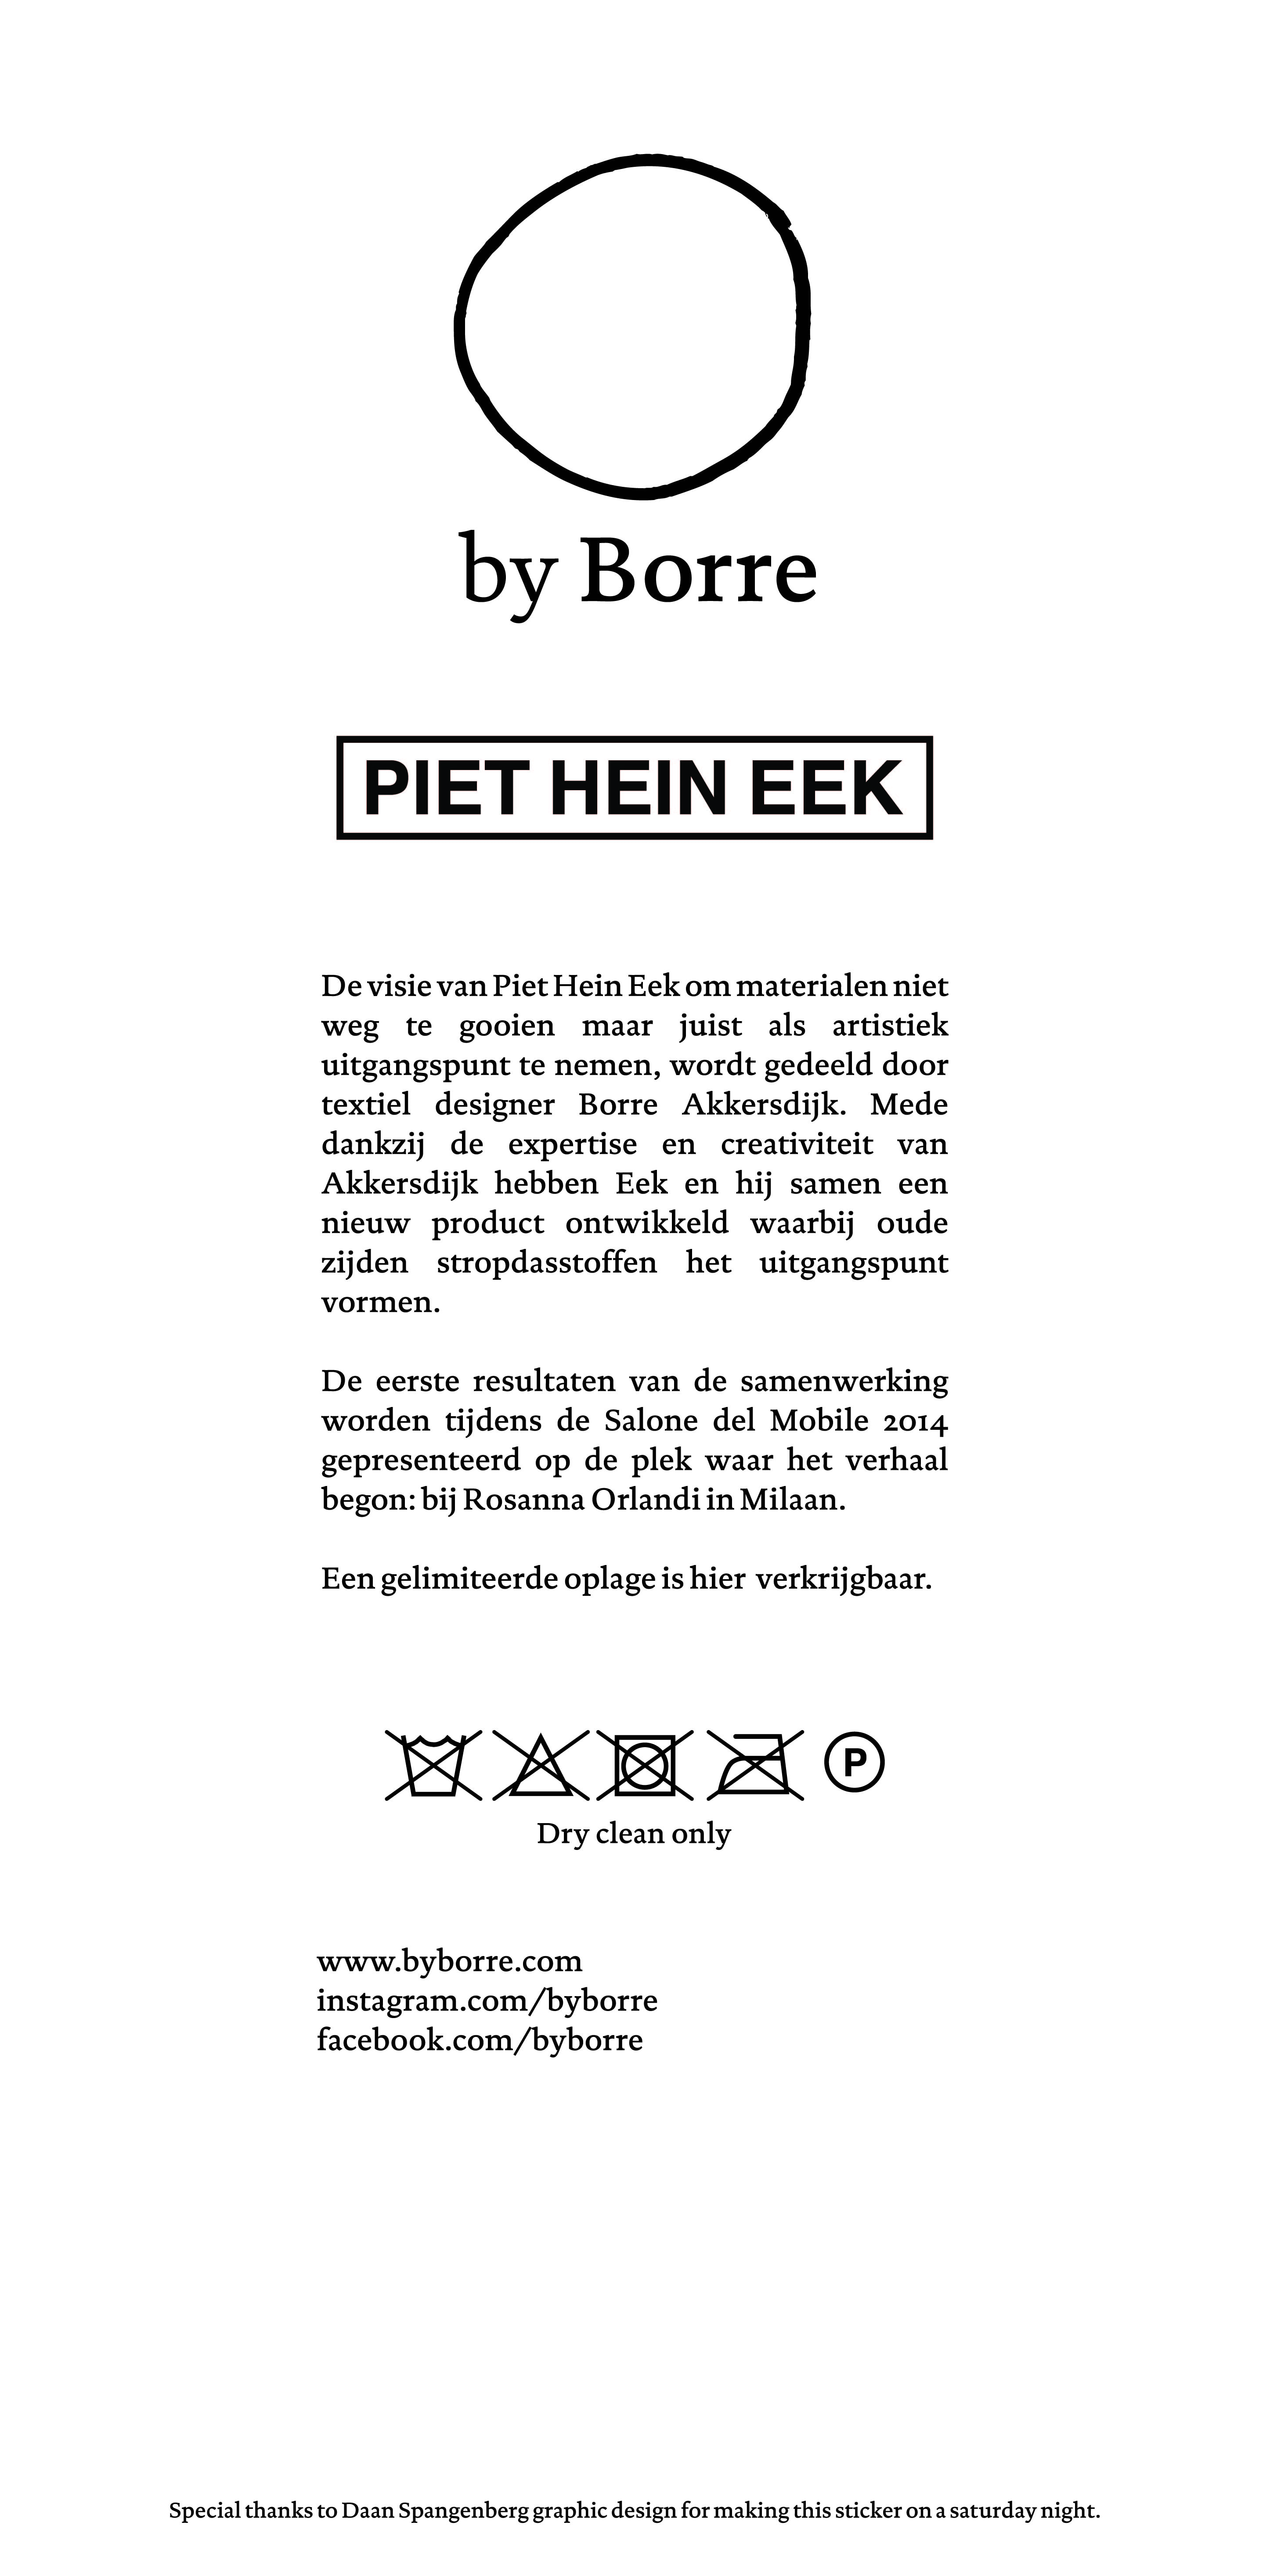 by Borre
PIET HEIN EEK
De visie van Piet Hein Eek om materialen niet
weg te gooien maar juist als artistiek
uitgangspunt te nemen, wordt gedeeld door
textiel designer Borre Akkersdijk. Mede
dankzij de expertise en creativiteit van
Akkersdijk hebben Eek en hij samen een
nieuw product ontwikkeld waarbij oude
zijden stropdasstoffen het uitgangspunt
vormen.
De eerste resultaten van de samenwerking
worden tijdens de Salone del Mobile 2014
gepresenteerd op de plek waar het verhaal
begon: bij Rosanna Orlandi in Milaan.
Een gelimiteerde oplage is hier verkrijgbaar.
P
Dry clean only
www.byborre.com
instagram.com/byborre
facebook.com/byborre
Special thanks to Daan Spangenberg graphic design for making this sticker on a saturday night.